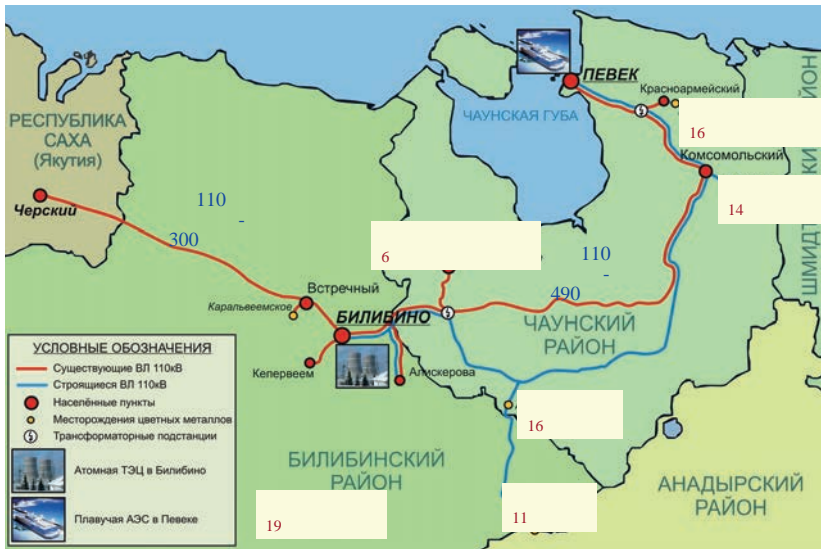 ПЕВЕК
Красноармейский
16
РЕСПУБЛИКА
САХА
(Якутия)
ЧАУНСКАЯ ГУБА
Комсомольский
14
Черский
110
-
300
6
110
-
490
Встречный
Каральвеемское
БИЛИБИНО
ЧАУНСКИЙ
РАЙОН
Кепервеем
Алискерова
16
УСЛОВНЫЕ ОБОЗНАЧЕНИЯ
Существующие ВЛ 110кВ
Строящиеся ВЛ 110кВ
Населённые пункты
Месторождения цветных металлов
Трансформаторные подстанции
Атомная ТЭЦ в Билибино
Плавучая АЭС в Певеке
БИЛИБИНСКИЙ
РАЙОН
19
11
АНАДЫРСКИЙ
РАЙОН